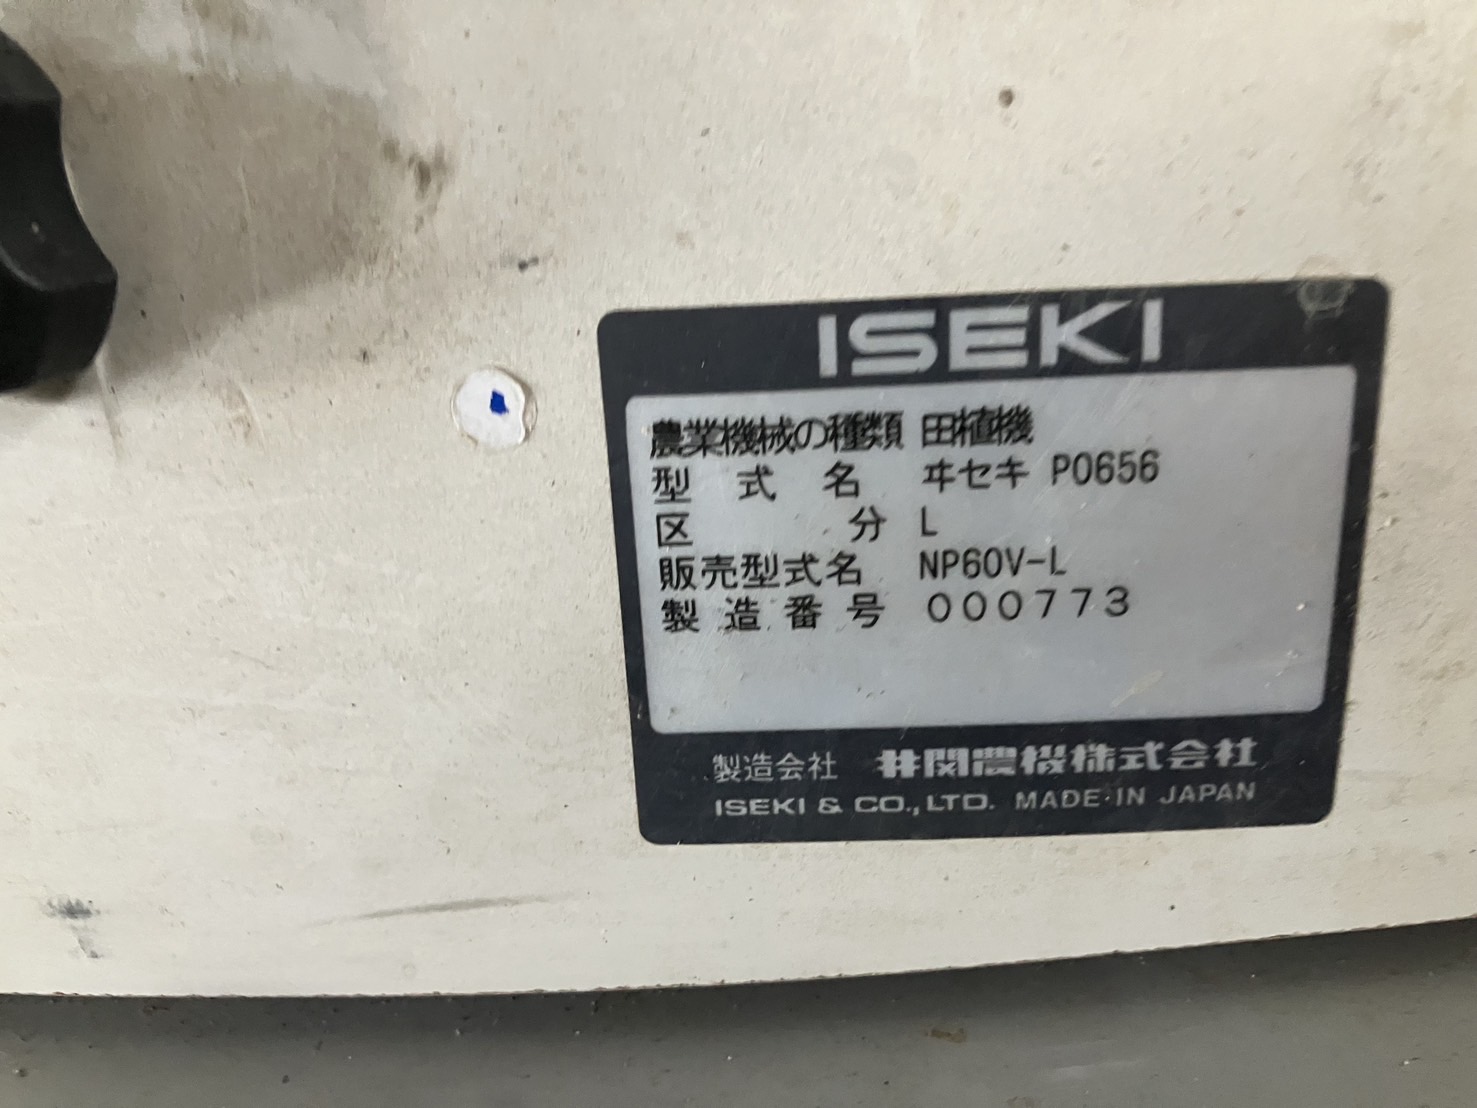 ISEKI
農業機械の種類 田植機
型式名 ヰセキ PO656
区分 L
販売型式名 NP60V-L
製造番号 000773
製造会社 井関農機株式会社
ISEKI & CO., LTD. MADE IN JAPAN